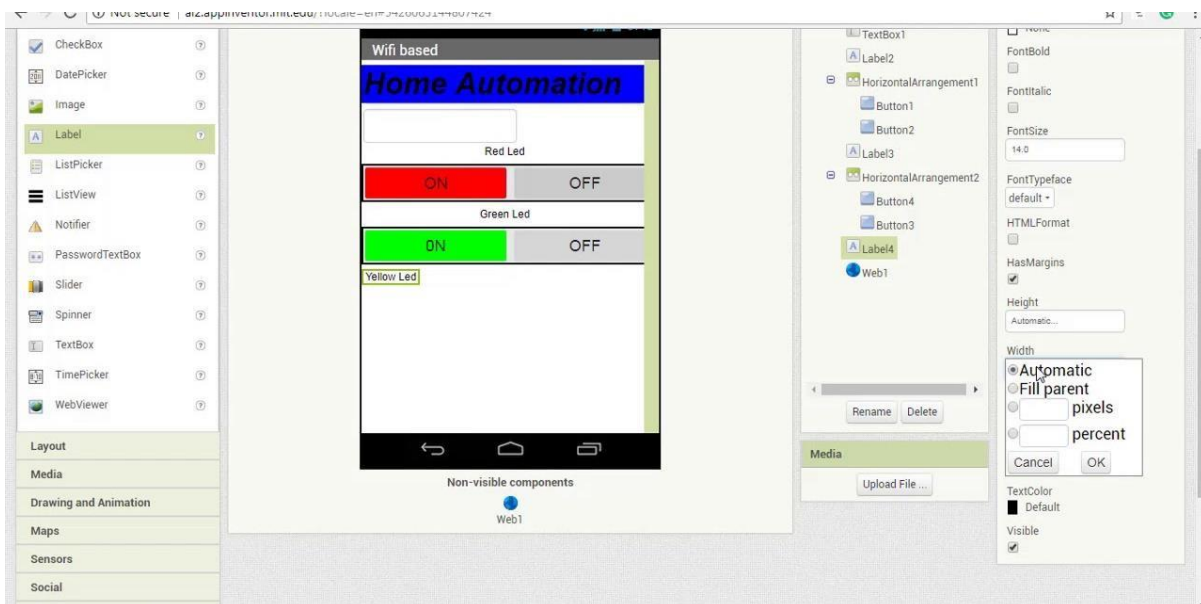 Not secure | ai2.appinventor.mit.edu/?locale=en#5426063144807424
CheckBox
DatePicker
Image
Label
ListPicker
ListView
Notifier
PasswordTextBox
Slider
Spinner
TextBox
TimePicker
WebViewer
Layout
Media
Drawing and Animation
Maps
Sensors
Social
Wifi based
Home Automation
Red Led
ON OFF
Green Led
ON OFF
Yellow Led
Non-visible components
Web1
TextBox1
Label2
HorizontalArrangement1
Button1
Button2
Label3
HorizontalArrangement2
Button4
Button3
Label4
Web1
Rename Delete
Media
Upload File ...
None
FontBold
FontItalic
FontSize
14.0
FontTypeface
default
HTMLFormat
HasMargins
Height
Automatic...
Width
Automatic
Fill parent
pixels
percent
Cancel OK
TextColor
Default
Visible